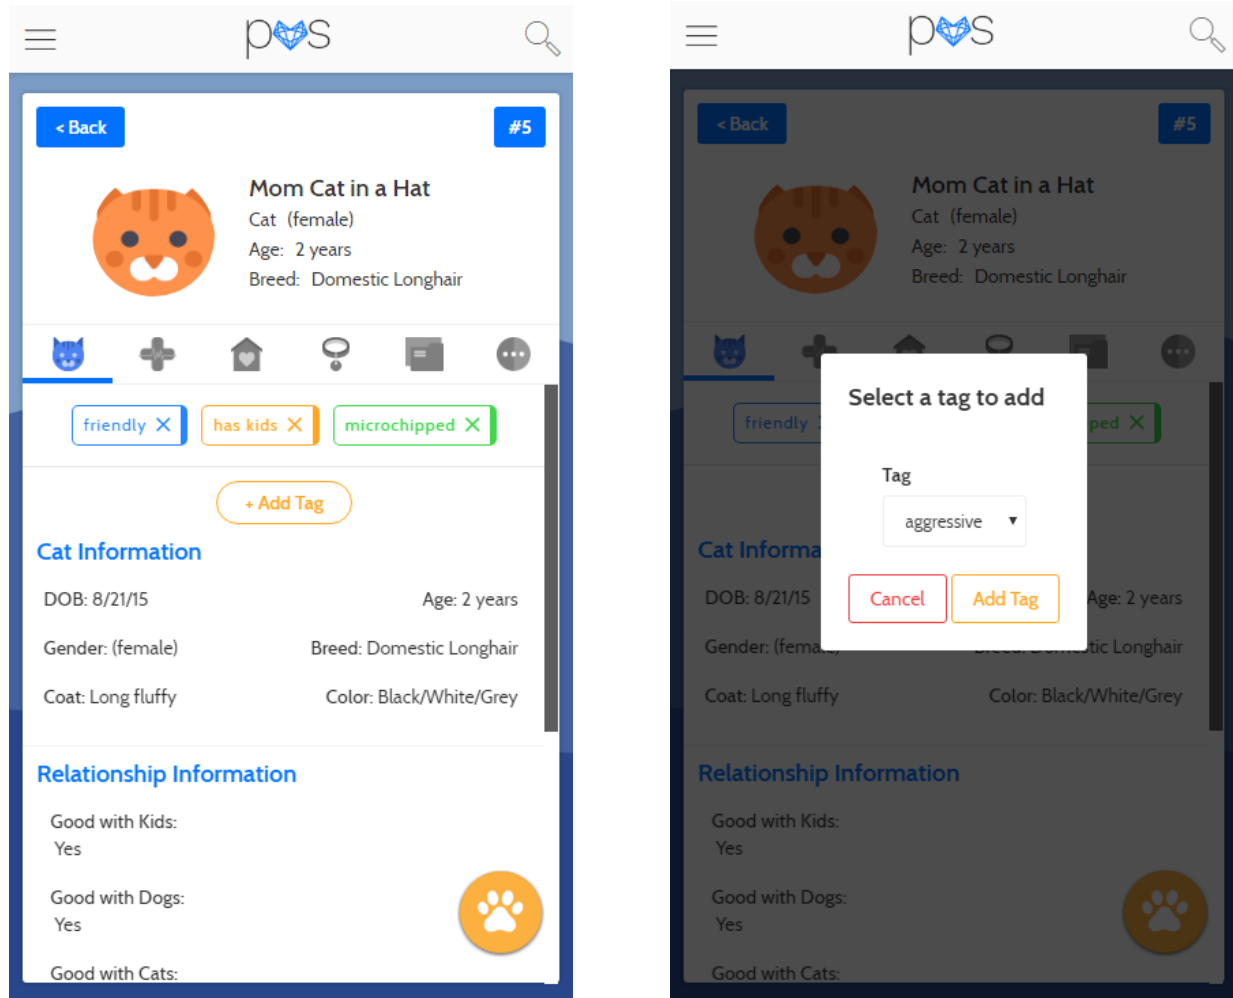 p s
< Back
#5
Mom Cat in a Hat
Cat (female)
Age: 2 years
Breed: Domestic Longhair
friendly ✕
has kids ✕
microchipped ✕
+ Add Tag
Cat Information
DOB: 8/21/15
Age: 2 years
Gender: (female)
Breed: Domestic Longhair
Coat: Long fluffy
Color: Black/White/Grey
Relationship Information
Good with Kids:
Yes
Good with Dogs:
Yes
Good with Cats:
p s
< Back
#5
Mom Cat in a Hat
Cat (female)
Age: 2 years
Breed: Domestic Longhair
friendly
ped ✕
Select a tag to add
Tag
aggressive ▼
Cancel
Add Tag
Cat Informa
DOB: 8/21/15
Age: 2 years
Gender: (fema
tic Longhair
Coat: Long fluffy
Color: Black/White/Grey
Relationship Information
Good with Kids:
Yes
Good with Dogs:
Yes
Good with Cats: